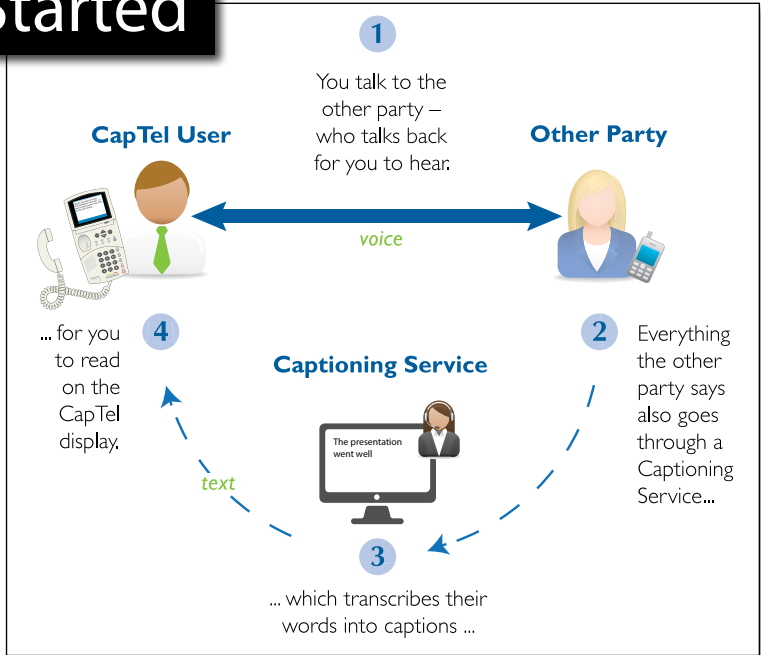 Started
1
You talk to the
other party –
who talks back
for you to hear.
CapTel User
Other Party
voice
2
Everything
the other
party says
also goes
through a
Captioning
Service...
Captioning Service
The presentation
went well
3
... which transcribes their
words into captions ...
text
4
... for you
to read
on the
CapTel
display.